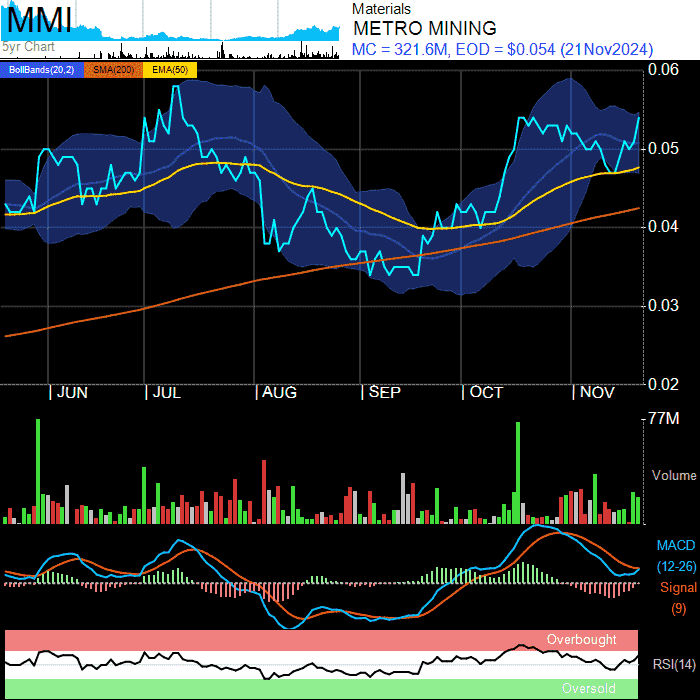 MMI
5yr Chart
Materials
METRO MINING
MC = 321.6M, EOD = $0.054 (21Nov2024)
BollBands(20,2) SMA(200) EMA(50)
0.06
0.05
0.04
0.03
0.02
JUN JUL AUG SEP OCT NOV
77M
Volume
MACD
(12-26)
Signal
(9)
Overbought
RSI(14)
Oversold